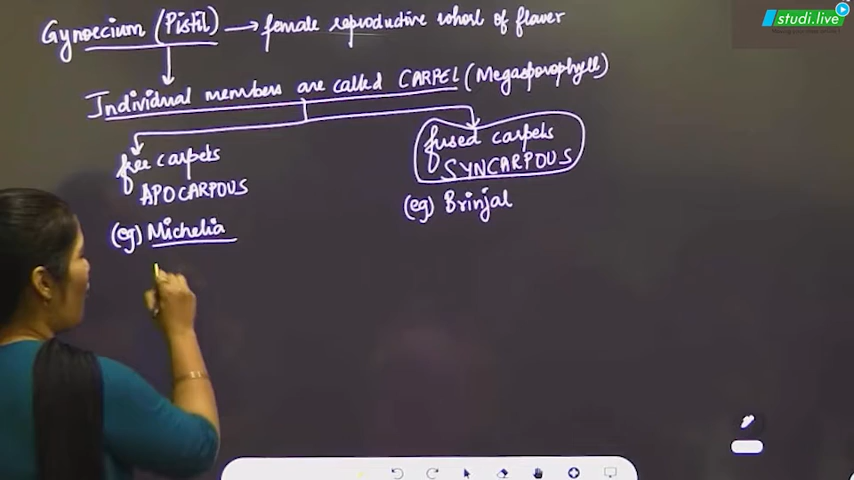 studi.live
Gynoecium (Pistil) → female reproductive whorl of flower
Individual members are called CARPEL (Megasporophyll)
free carpels
APOCARPOUS
(eg) Michelia
fused carpels
SYNCARPOUS
(eg) Brinjal